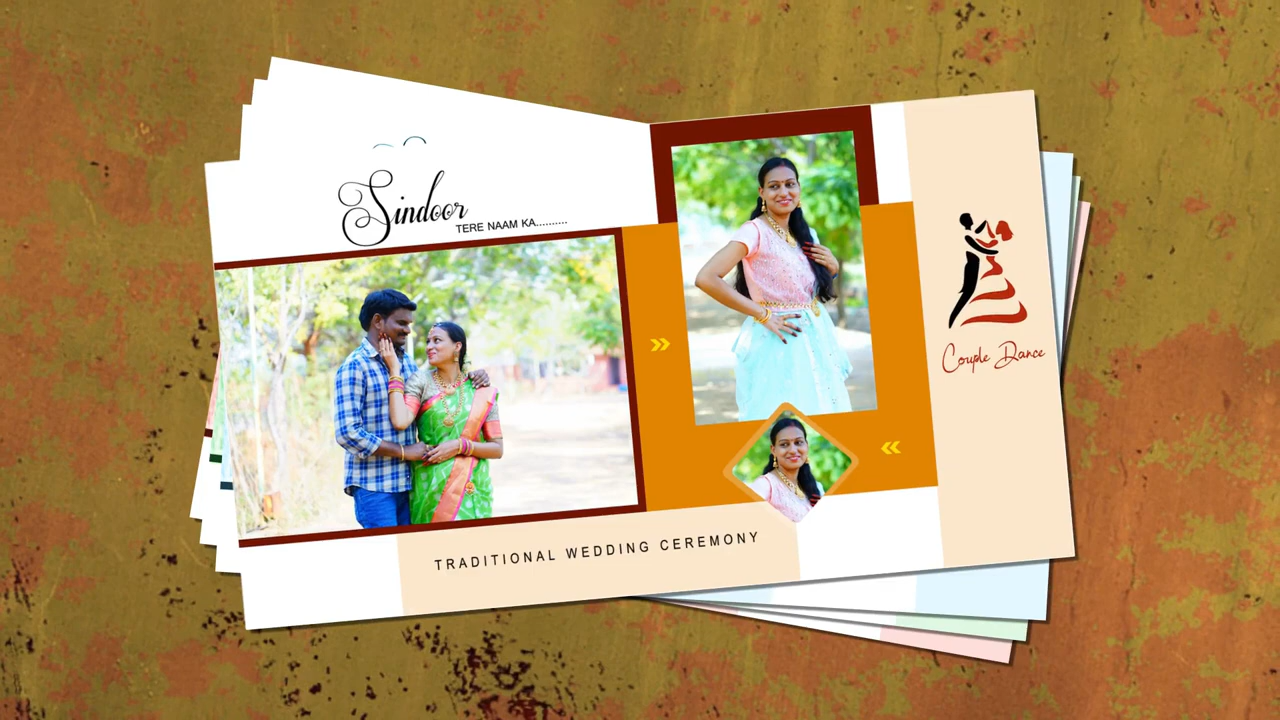 Sindoor
TERE NAAM KA..........
Couple Dance
TRADITIONAL WEDDING CEREMONY